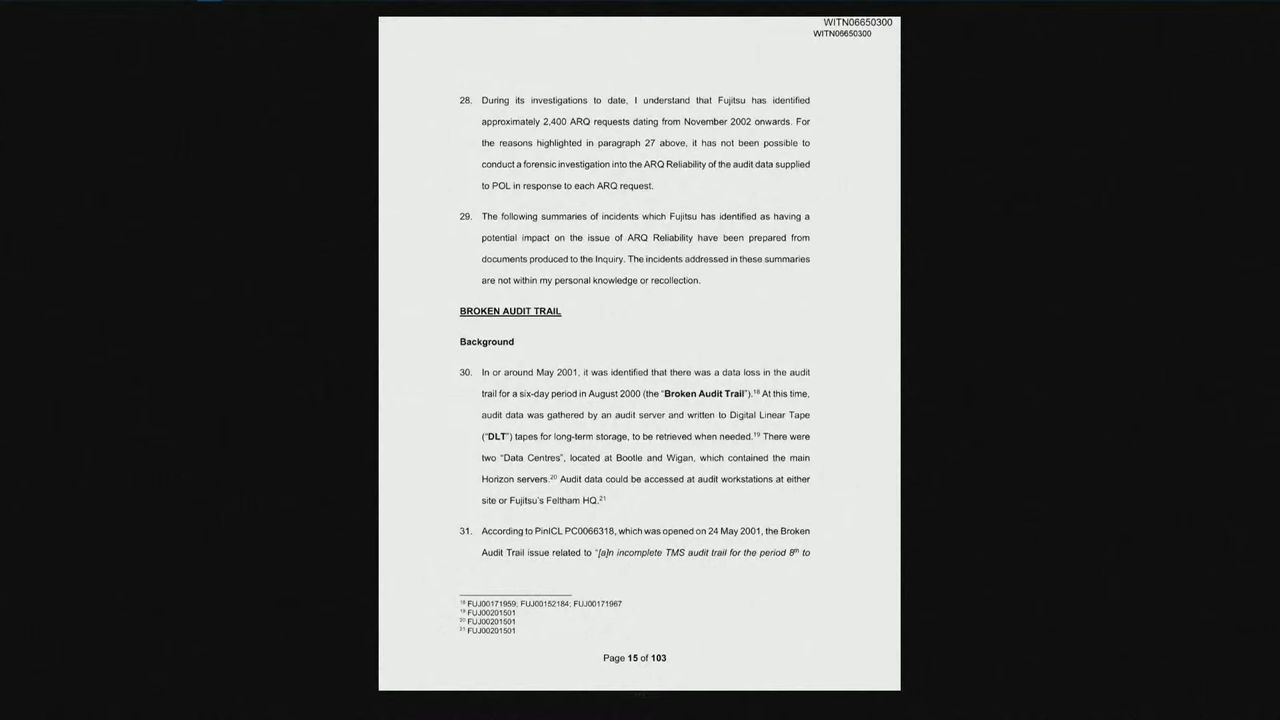 WITN06650300
WITN06650300
28. During its investigations to date, I understand that Fujitsu has identified
approximately 2,400 ARQ requests dating from November 2002 onwards. For
the reasons highlighted in paragraph 27 above, it has not been possible to
conduct a forensic investigation into the ARQ Reliability of the audit data supplied
to POL in response to each ARQ request.
29. The following summaries of incidents which Fujitsu has identified as having a
potential impact on the issue of ARQ Reliability have been prepared from
documents produced to the Inquiry. The incidents addressed in these summaries
are not within my personal knowledge or recollection.
BROKEN AUDIT TRAIL
Background
30. In or around May 2001, it was identified that there was a data loss in the audit
trail for a six-day period in August 2000 (the “Broken Audit Trail”).18 At this time,
audit data was gathered by an audit server and written to Digital Linear Tape
(“DLT”) tapes for long-term storage, to be retrieved when needed.19 There were
two “Data Centres”, located at Bootle and Wigan, which contained the main
Horizon servers.20 Audit data could be accessed at audit workstations at either
site or Fujitsu's Feltham HQ.21
31. According to PinICL PC0066318, which was opened on 24 May 2001, the Broken
Audit Trail issue related to “[a]n incomplete TMS audit trail for the period 8th to
18 FUJ00171959; FUJ00152184; FUJ00171967
19 FUJ00201501
20 FUJ00201501
21 FUJ00201501
Page 15 of 103